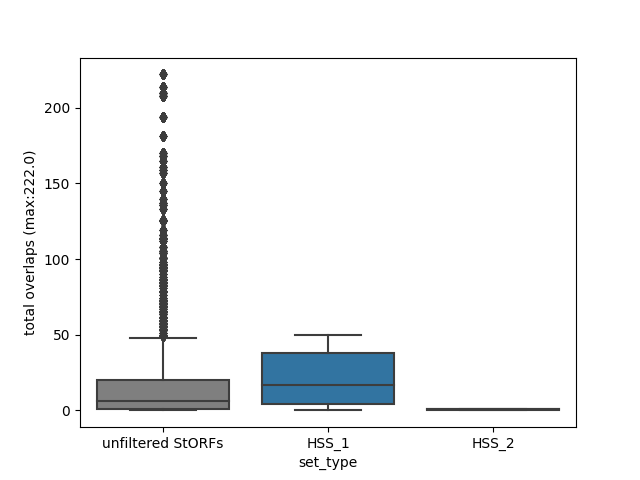 total overlaps (max:222.0)
200
150
100
50
0
unfiltered StORFs HSS_1 HSS_2
set_type